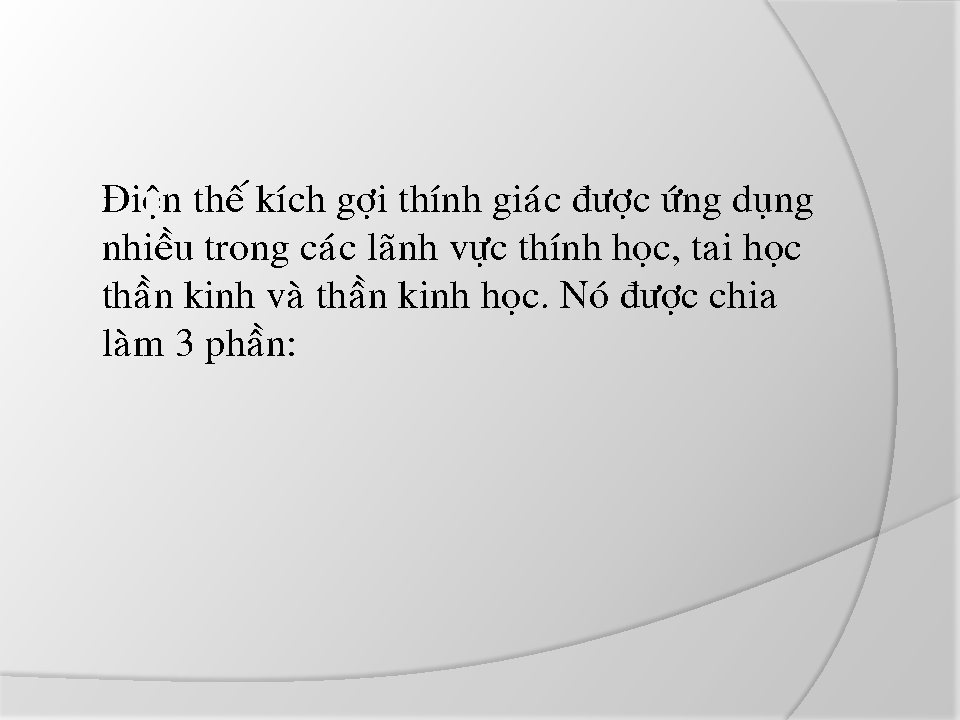 Điện thế kích gợi thính giác được ứng dụng
nhiều trong các lãnh vực thính học, tai học
thần kinh và thần kinh học. Nó được chia
làm 3 phần: